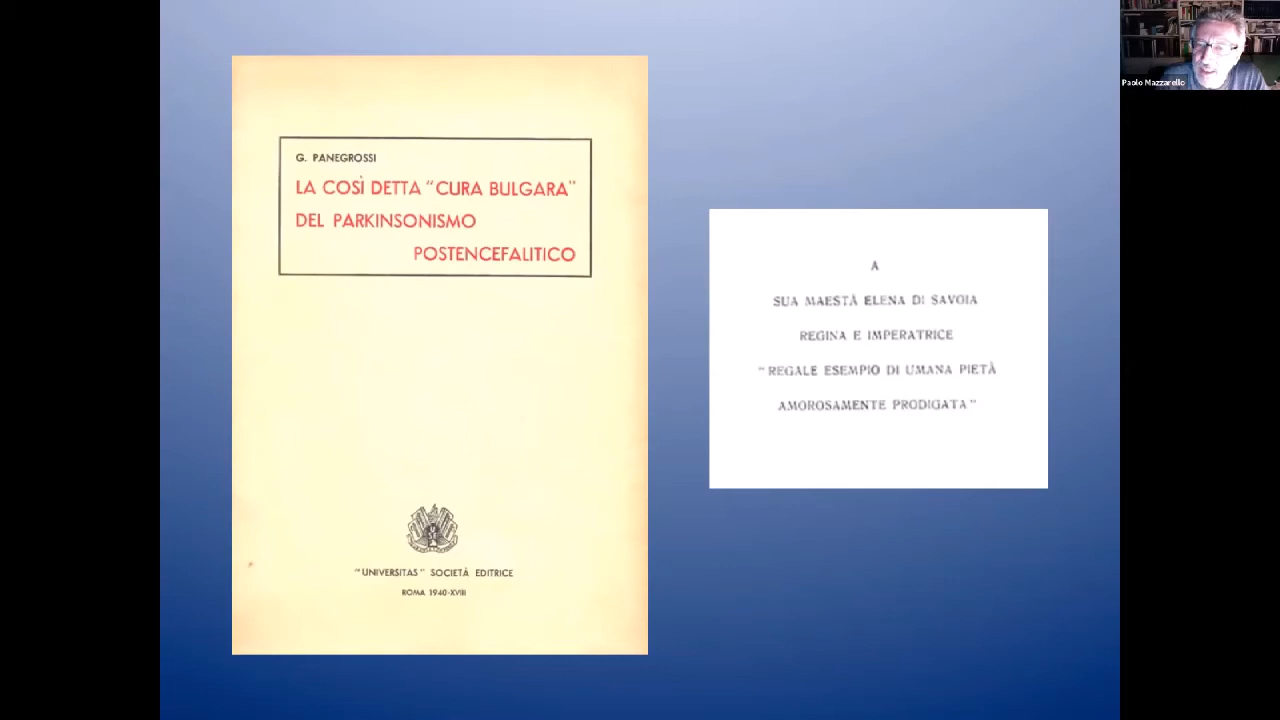 G. PANEGROSSI
LA COSÌ DETTA "CURA BULGARA"
DEL PARKINSONISMO
POSTENCEFALITICO
"UNIVERSITAS" SOCIETÀ EDITRICE
ROMA 1940-XVIII
A
SUA MAESTÀ ELENA DI SAVOIA
REGINA E IMPERATRICE
"REGALE ESEMPIO DI UMANA PIETÀ
AMOROSAMENTE PRODIGATA"
Paolo Mazzarello